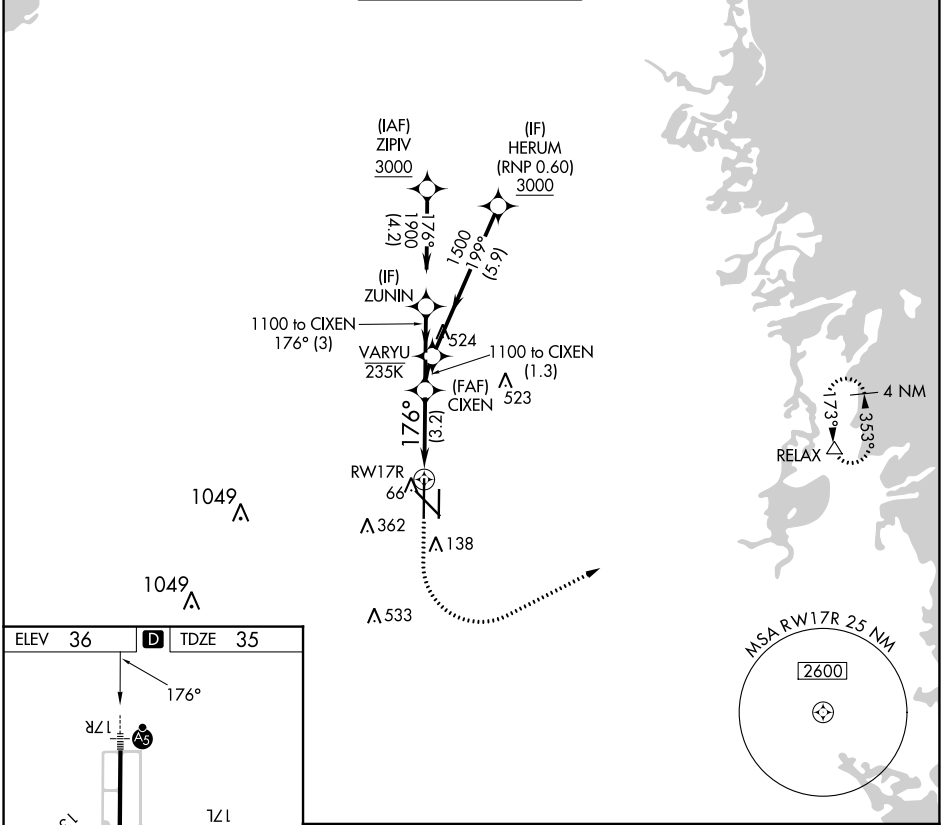 (IAF)
ZIPIV
3000
(IF)
HERUM
(RNP 0.60)
3000
176°
1900
(4.2)
1500
199°
(5.9)
(IF)
ZUNIN
1100 to CIXEN
176° (3)
524
VARYU
235K
1100 to CIXEN
(1.3)
(FAF)
CIXEN
523
176°
(3.2)
4 NM
173°
353°
RELAX
RW17R
66
1049
362
138
1049
533
MSA RW17R 25 NM
2600
ELEV 36 D TDZE 35
176°
17R
A5
17L